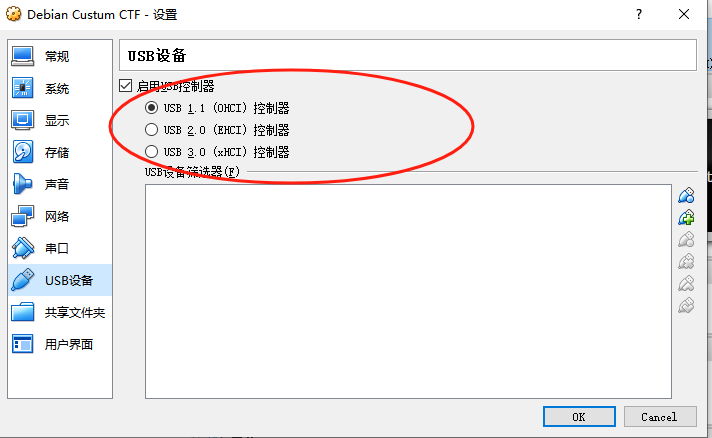 Debian Custum CTF - 设置
?
常规
系统
显示
存储
声音
网络
串口
USB设备
共享文件夹
用户界面
USB设备
启用USB控制器
USB 1.1 (OHCI) 控制器
USB 2.0 (EHCI) 控制器
USB 3.0 (xHCI) 控制器
USB设备筛选器(F)
OK
Cancel